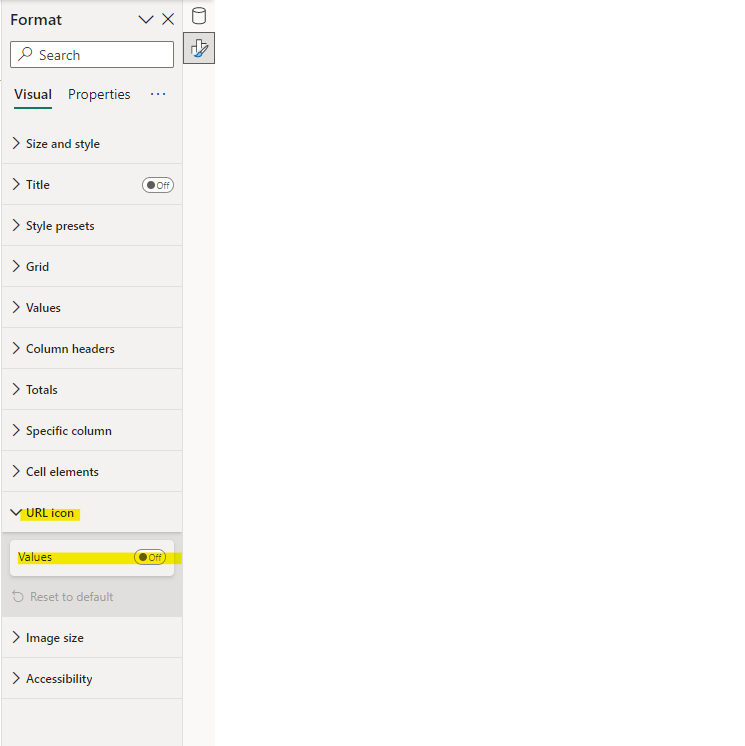 Format
Search
Visual Properties ...
Size and style
Title Off
Style presets
Grid
Values
Column headers
Totals
Specific column
Cell elements
URL icon
Values Off
Reset to default
Image size
Accessibility